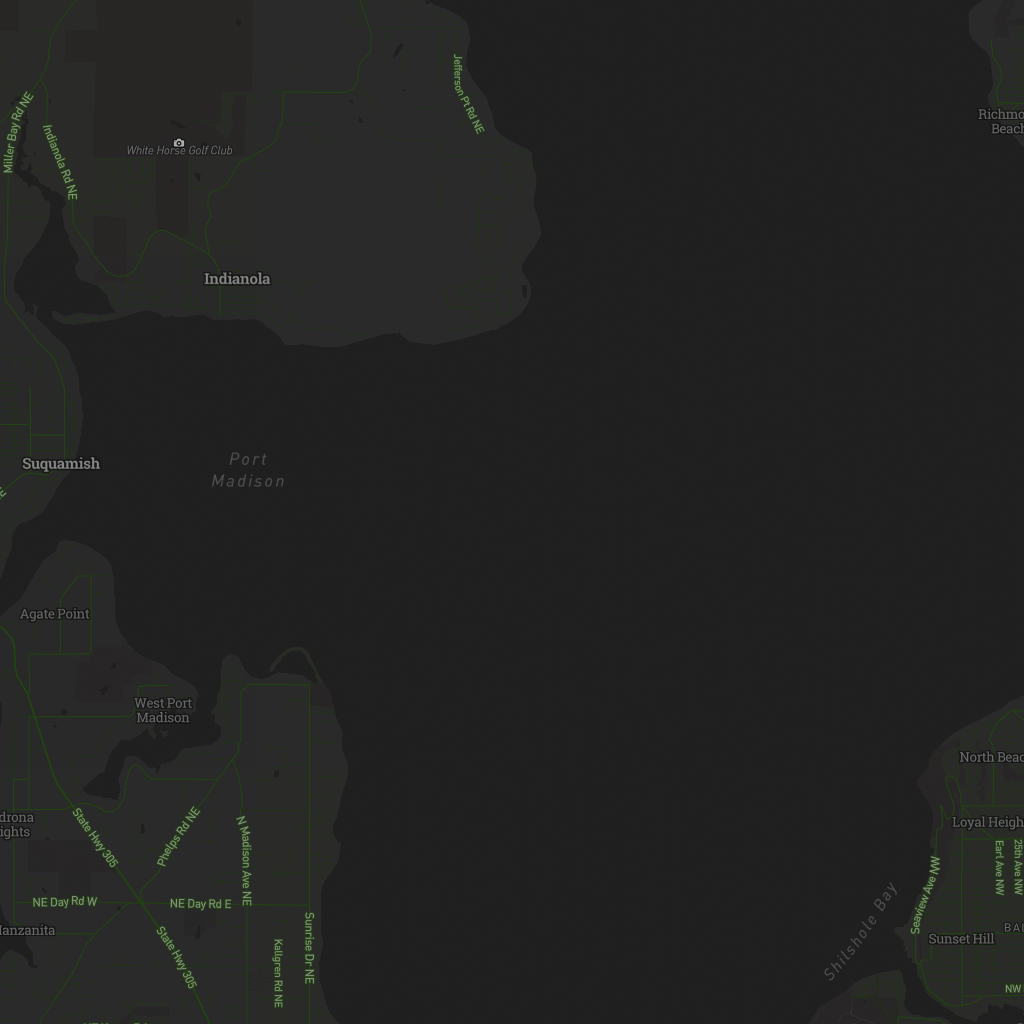 Jefferson Pt Rd NE
Miller Bay Rd NE
Indianola Rd NE
White Horse Golf Club
Richmo
Beach
Indianola
Suquamish
Port
Madison
Agate Point
West Port
Madison
North Beac
drona
ights
State Hwy 305
Phelps Rd NE
N Madison Ave NE
Loyal Heigh
Earl Ave NW
25th Ave NW
Seaview Ave NW
Shilshole Bay
NE Day Rd W
NE Day Rd E
Manzanita
State Hwy 305
Kallgren Rd NE
Sunrise Dr NE
Sunset Hill
BAL
NW